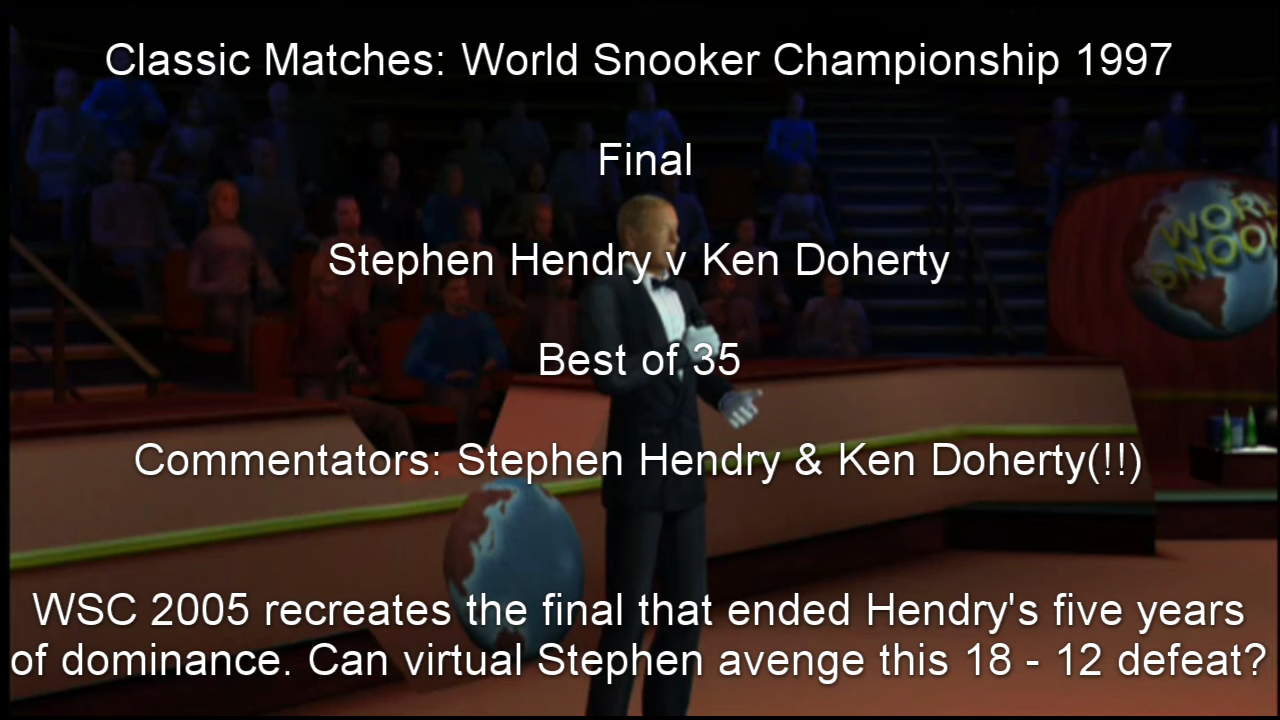 Classic Matches: World Snooker Championship 1997
Final
Stephen Hendry v Ken Doherty
WORL
SNOOK
Best of 35
Commentators: Stephen Hendry & Ken Doherty(!!)
WSC 2005 recreates the final that ended Hendry's five years
of dominance. Can virtual Stephen avenge this 18 - 12 defeat?